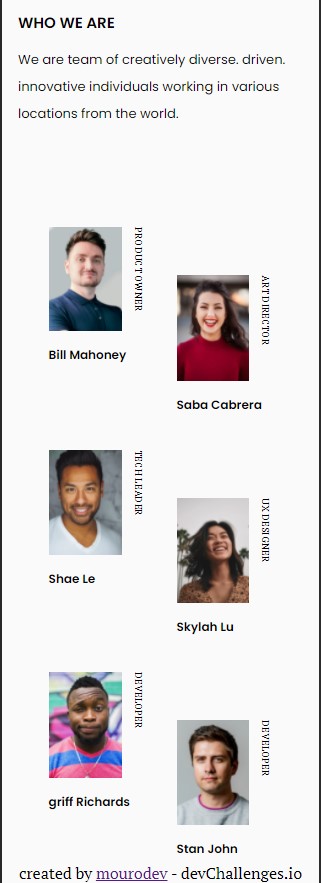 WHO WE ARE
We are team of creatively diverse. driven.
innovative individuals working in various
locations from the world.
PRODUCT OWNER
Bill Mahoney
ART DIRECTOR
Saba Cabrera
TECH LEADER
Shae Le
UX DESIGNER
Skylah Lu
DEVELOPER
griff Richards
DEVELOPER
Stan John
created by mourodev - devChallenges.io